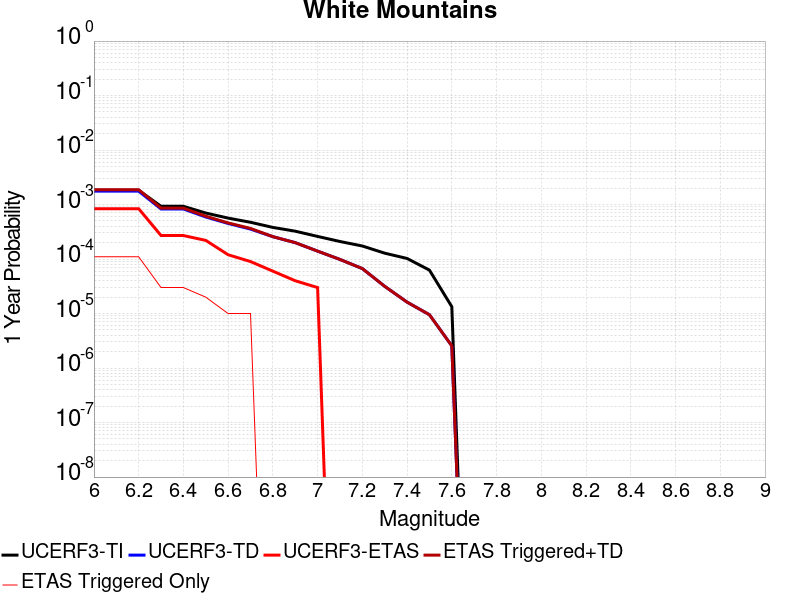 White Mountains
10^0
10^-1
10^-2
10^-3
10^-4
10^-5
10^-6
10^-7
10^-8
1 Year Probability
6 6.2 6.4 6.6 6.8 7 7.2 7.4 7.6 7.8 8 8.2 8.4 8.6 8.8 9
Magnitude
UCERF3-TI UCERF3-TD UCERF3-ETAS ETAS Triggered+TD
ETAS Triggered Only